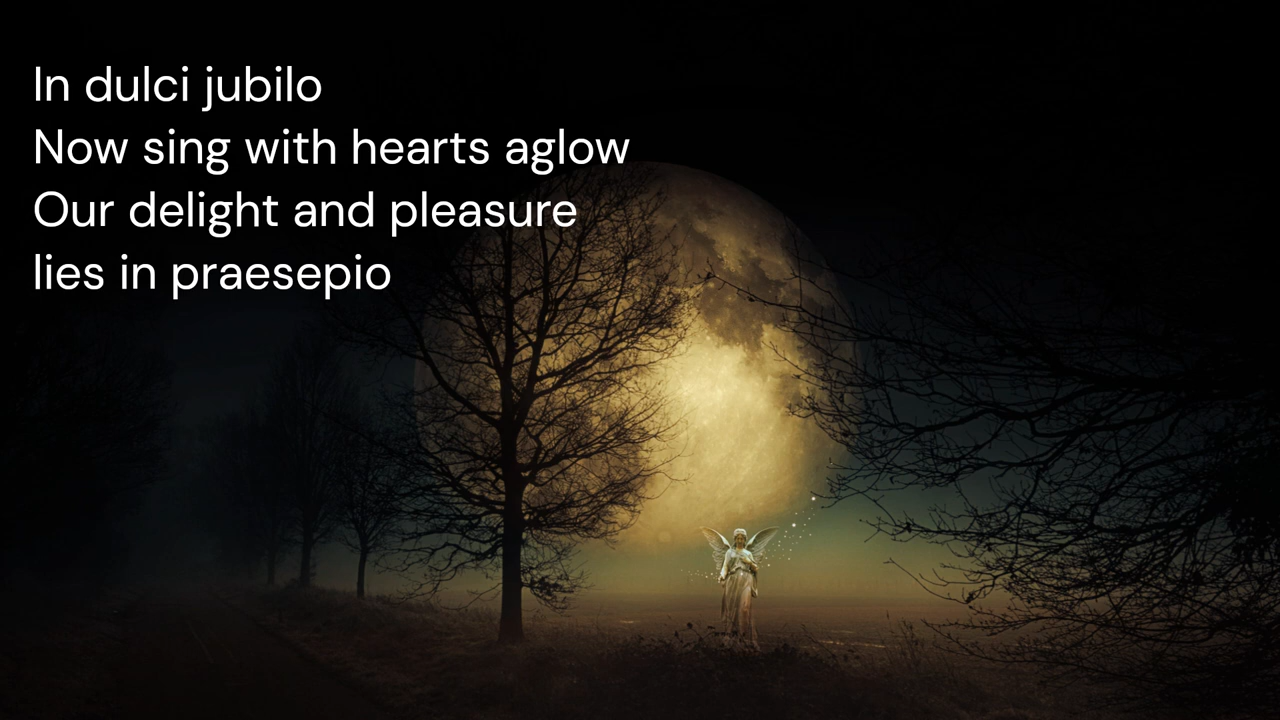 In dulci jubilo
Now sing with hearts aglow
Our delight and pleasure
lies in praesepio